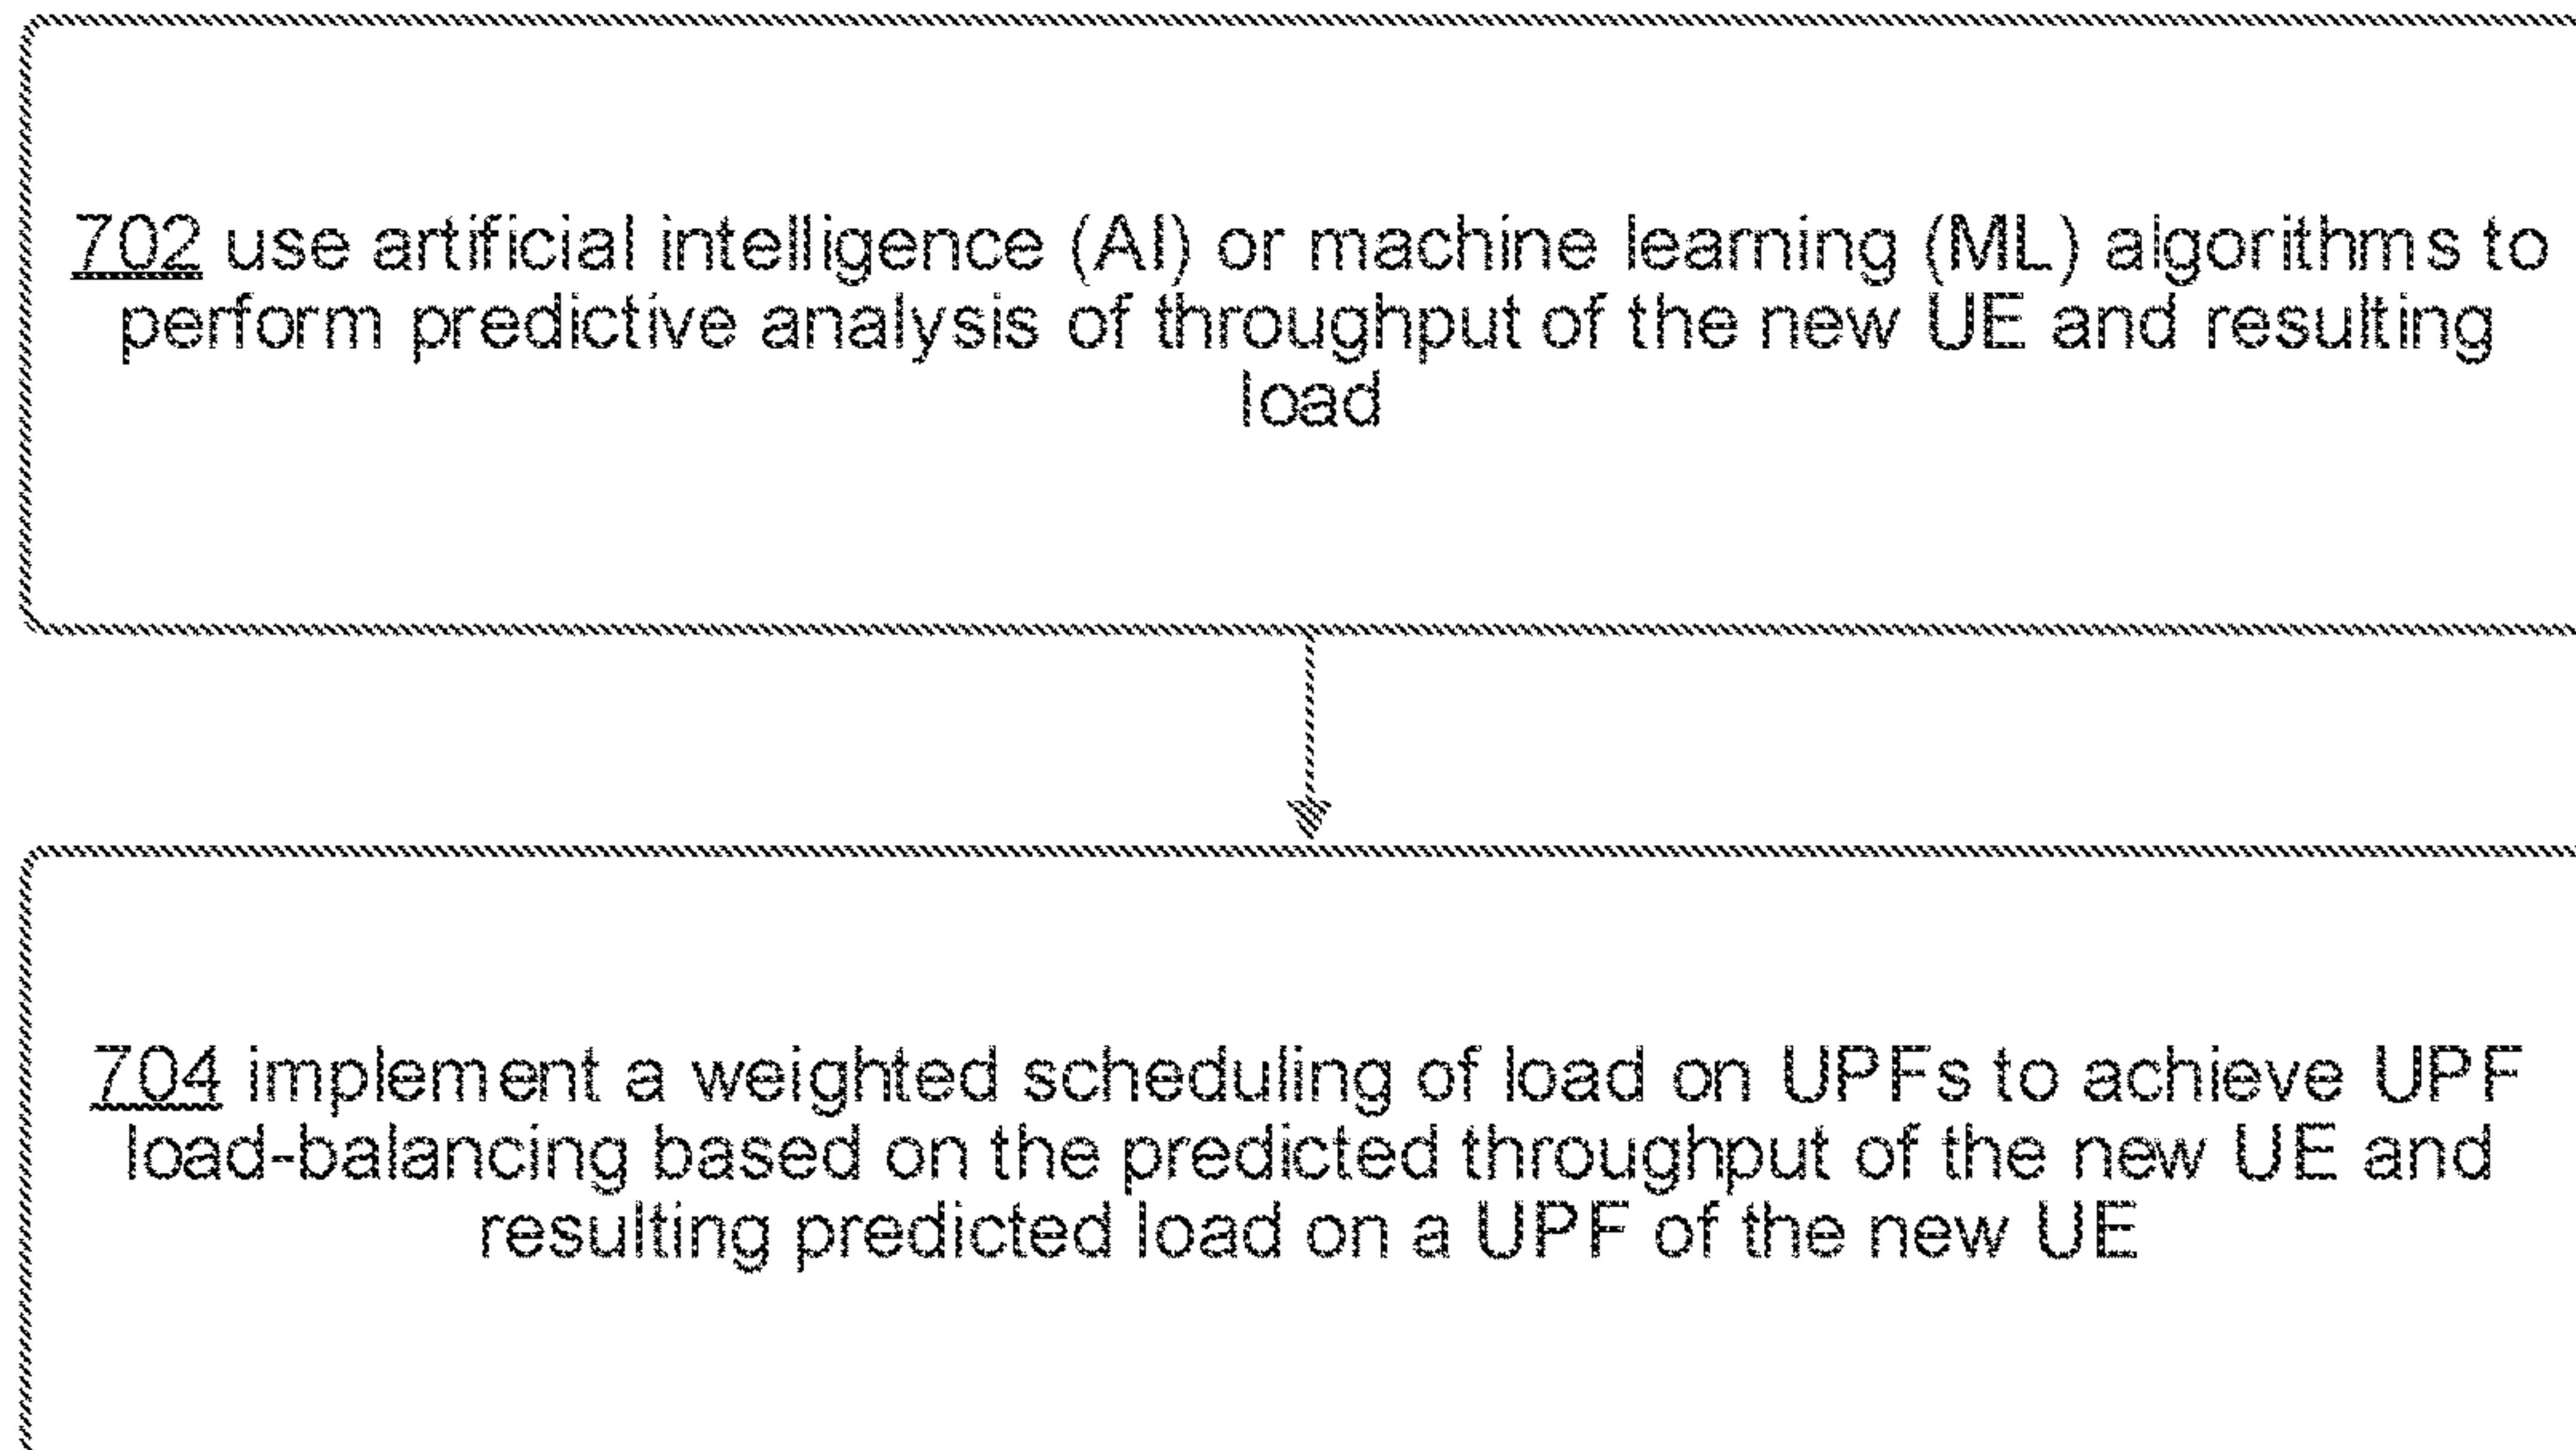 702 use artificial intelligence (AI) or machine learning (ML) algorithms to
perform predictive analysis of throughput of the new UE and resulting
load
704 implement a weighted scheduling of load on UPFs to achieve UPF
load-balancing based on the predicted throughput of the new UE and
resulting predicted load on a UPF of the new UE